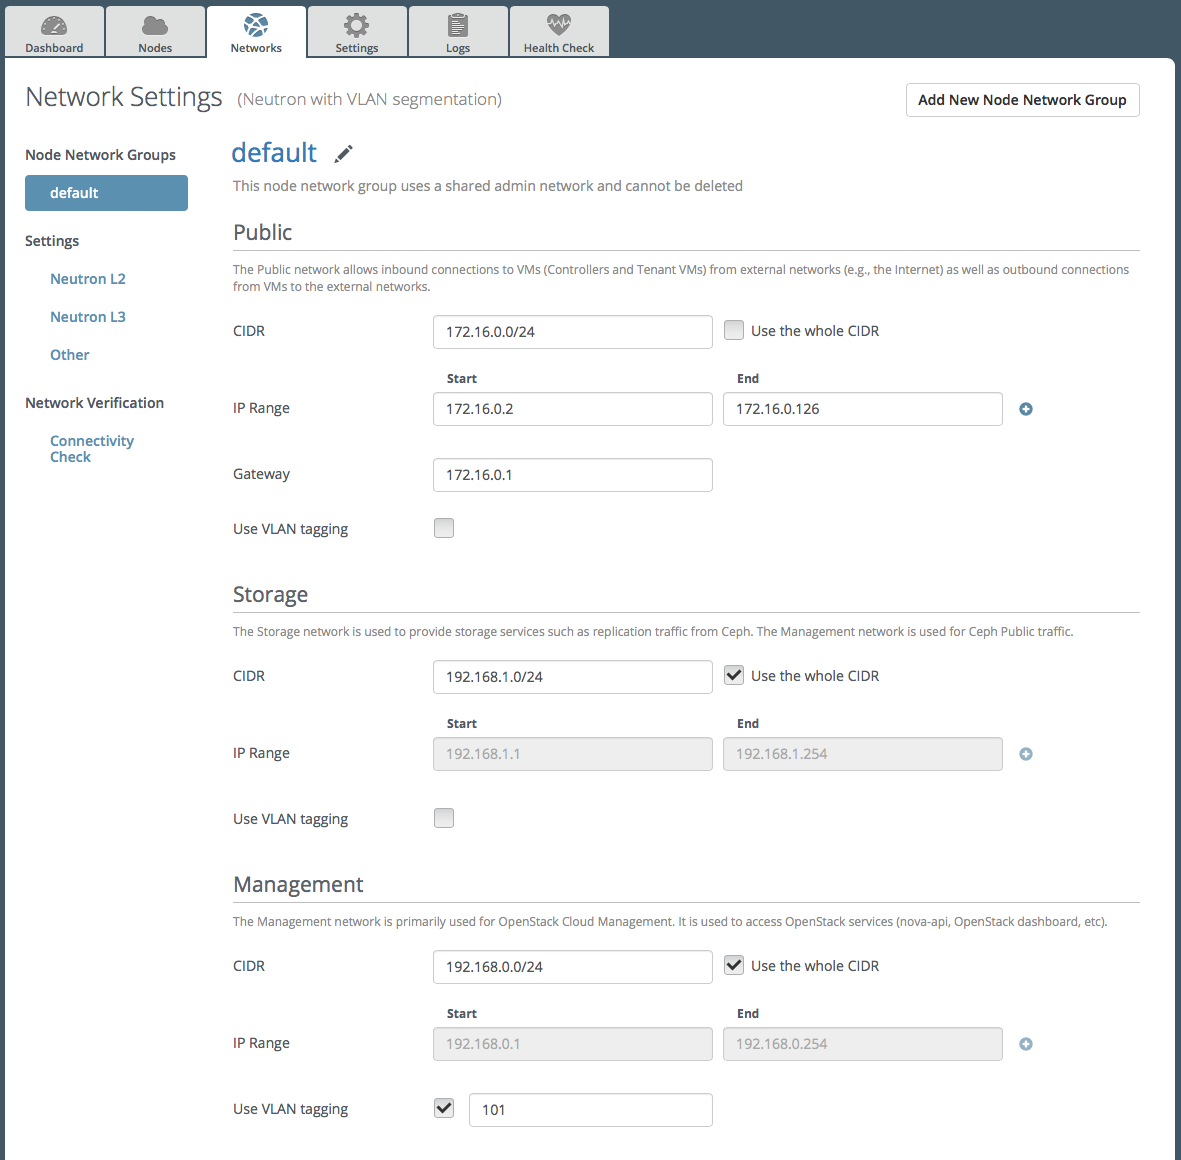 Dashboard
Nodes
Networks
Settings
Logs
Health Check
Network Settings (Neutron with VLAN segmentation)
Add New Node Network Group
Node Network Groups
default
Settings
Neutron L2
Neutron L3
Other
Network Verification
Connectivity
Check
default
This node network group uses a shared admin network and cannot be deleted
Public
The Public network allows inbound connections to VMs (Controllers and Tenant VMs) from external networks (e.g., the Internet) as well as outbound connections
from VMs to the external networks.
CIDR
172.16.0.0/24
Use the whole CIDR
Start
End
IP Range
172.16.0.2
172.16.0.126
Gateway
172.16.0.1
Use VLAN tagging
Storage
The Storage network is used to provide storage services such as replication traffic from Ceph. The Management network is used for Ceph Public traffic.
CIDR
192.168.1.0/24
Use the whole CIDR
Start
End
IP Range
192.168.1.1
192.168.1.254
Use VLAN tagging
Management
The Management network is primarily used for OpenStack Cloud Management. It is used to access OpenStack services (nova-api, OpenStack dashboard, etc).
CIDR
192.168.0.0/24
Use the whole CIDR
Start
End
IP Range
192.168.0.1
192.168.0.254
Use VLAN tagging
101